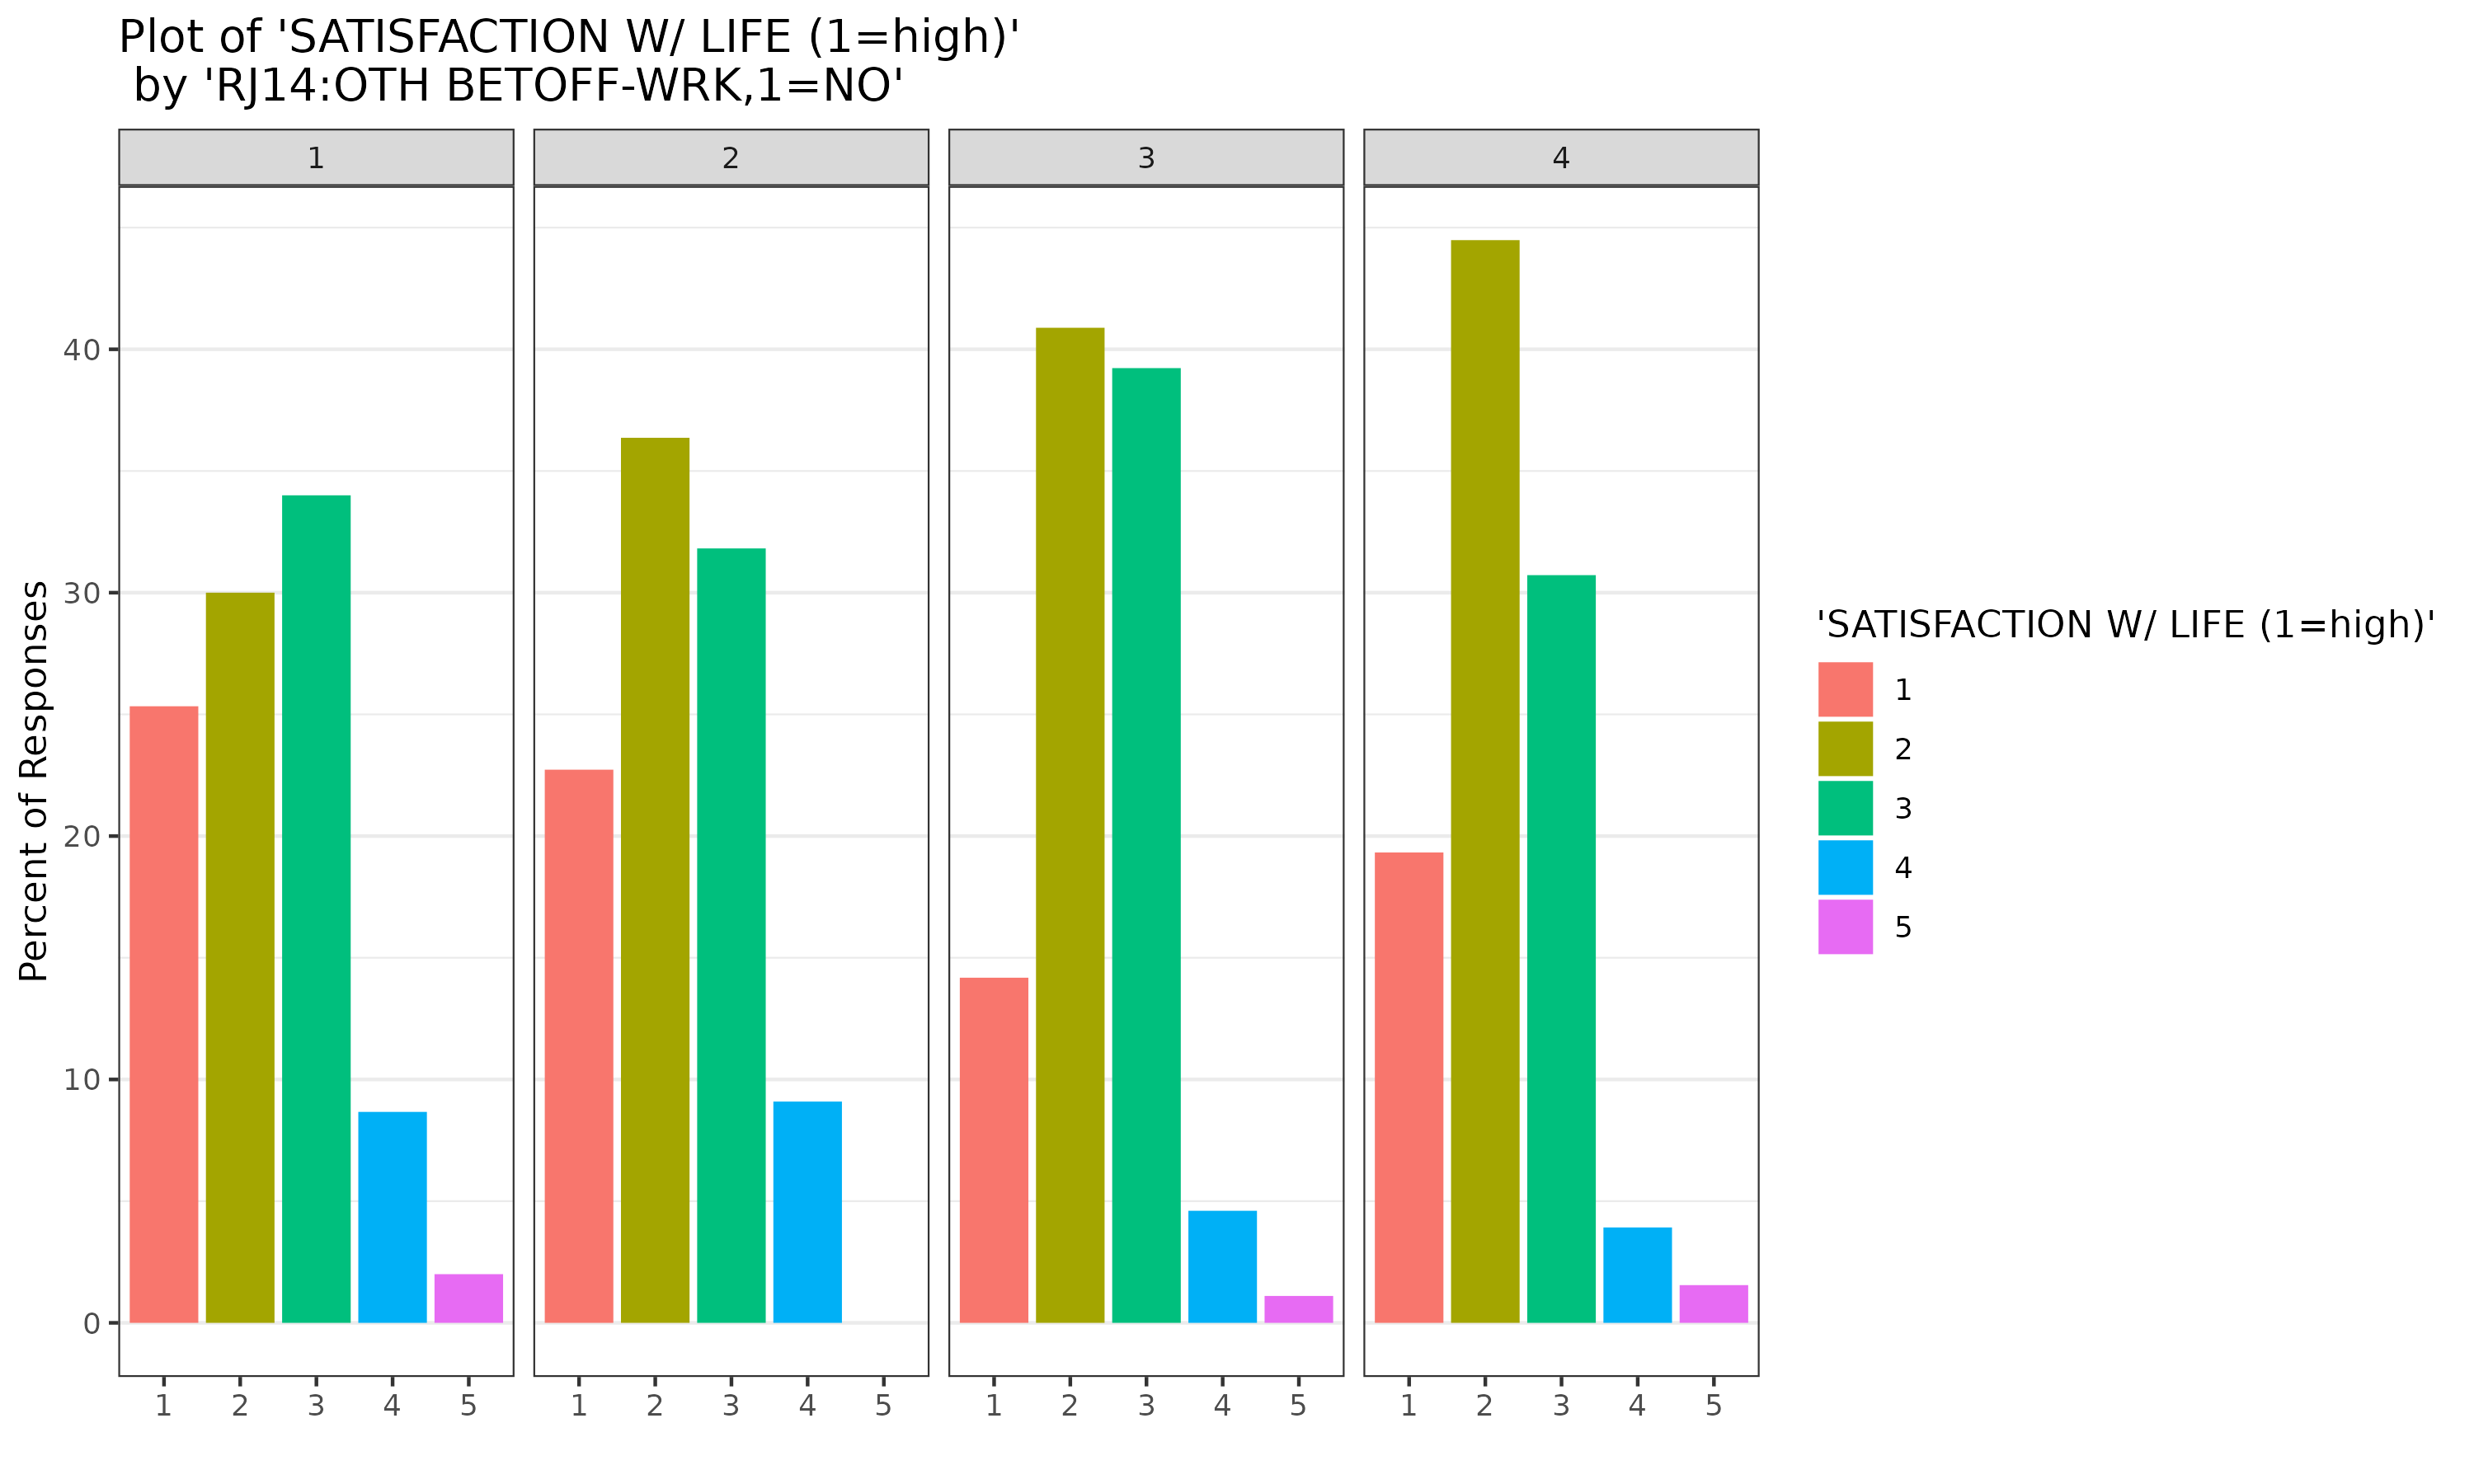 Plot of 'SATISFACTION W/ LIFE (1=high)'
by 'RJ14:OTH BETOFF-WRK,1=NO'
1 2 3 4
Percent of Responses
40
30
20
10
0
1 2 3 4 5 1 2 3 4 5 1 2 3 4 5 1 2 3 4 5
'SATISFACTION W/ LIFE (1=high)'
1
2
3
4
5